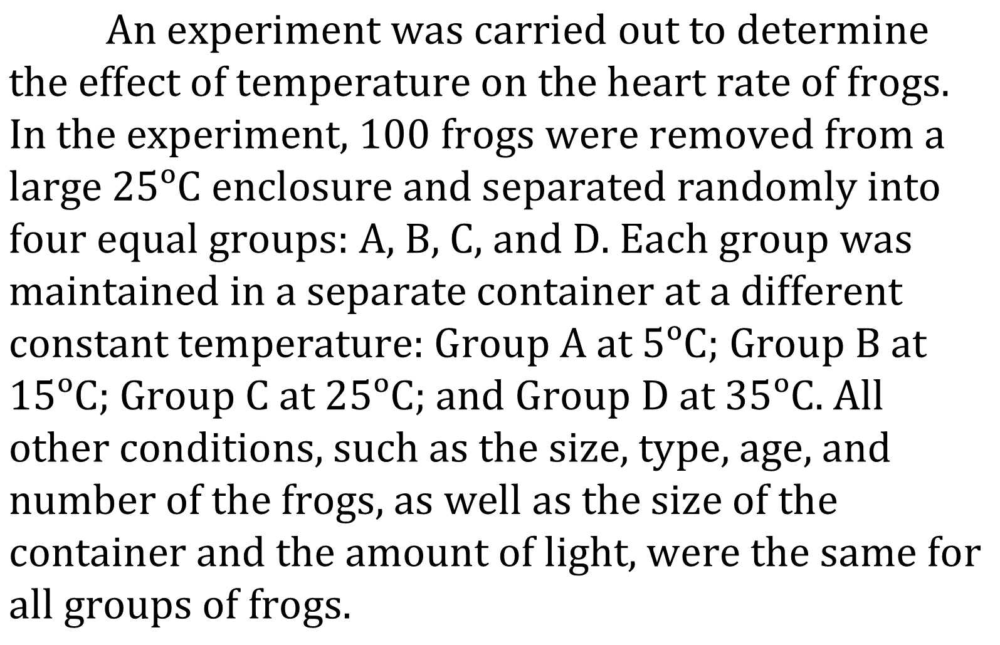 An experiment was carried out to determine
the effect of temperature on the heart rate of frogs.
In the experiment, 100 frogs were removed from a
large 25°C enclosure and separated randomly into
four equal groups: A, B, C, and D. Each group was
maintained in a separate container at a different
constant temperature: Group A at 5°C; Group B at
15°C; Group C at 25°C; and Group D at 35°C. All
other conditions, such as the size, type, age, and
number of the frogs, as well as the size of the
container and the amount of light, were the same for
all groups of frogs.